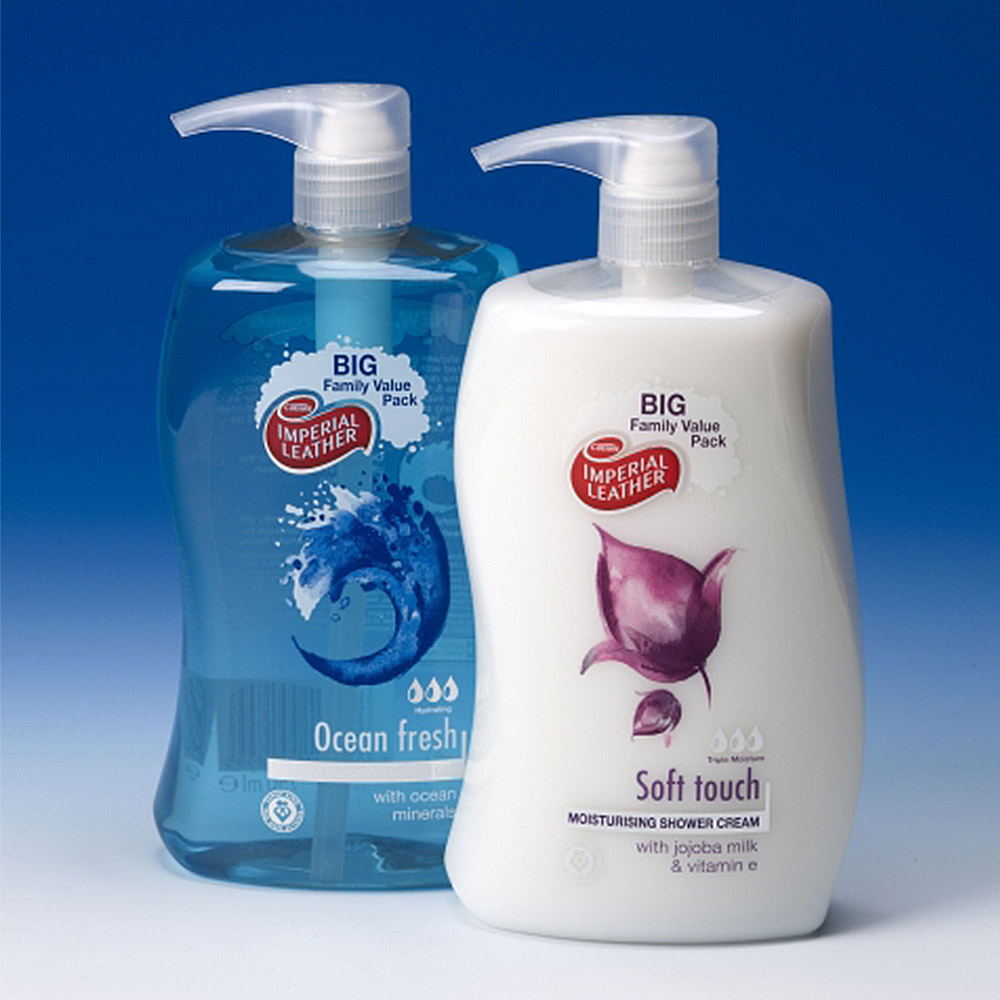 BIG
Family Value
Pack
Cussons
IMPERIAL
LEATHER
Hydrating
Ocean fresh
with ocean
minerals
BIG
Family Value
Pack
Cussons
IMPERIAL
LEATHER
Triple Moisture
Soft touch
MOISTURISING SHOWER CREAM
with jojoba milk
& vitamin e